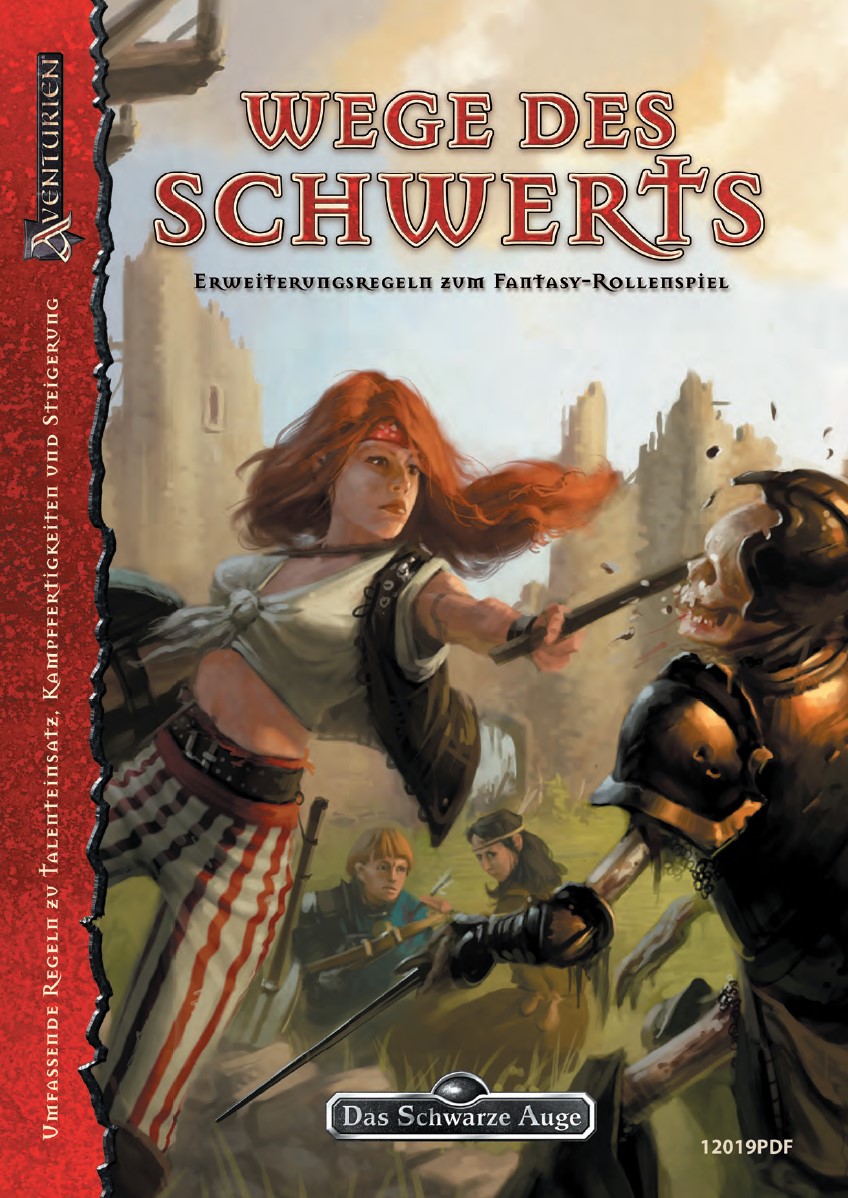 WEGE DES
SCHWERTS
ERWEITERUNGSREGELN ZUM FANTASY-ROLLENSPIEL
AVENTURIEN
UMFASSENDE REGELN ZU TALENTEINSATZ, KAMPFFERTIGKEITEN UND STEIGERUNG
DAS SCHWARZE AUGE
12019PDF